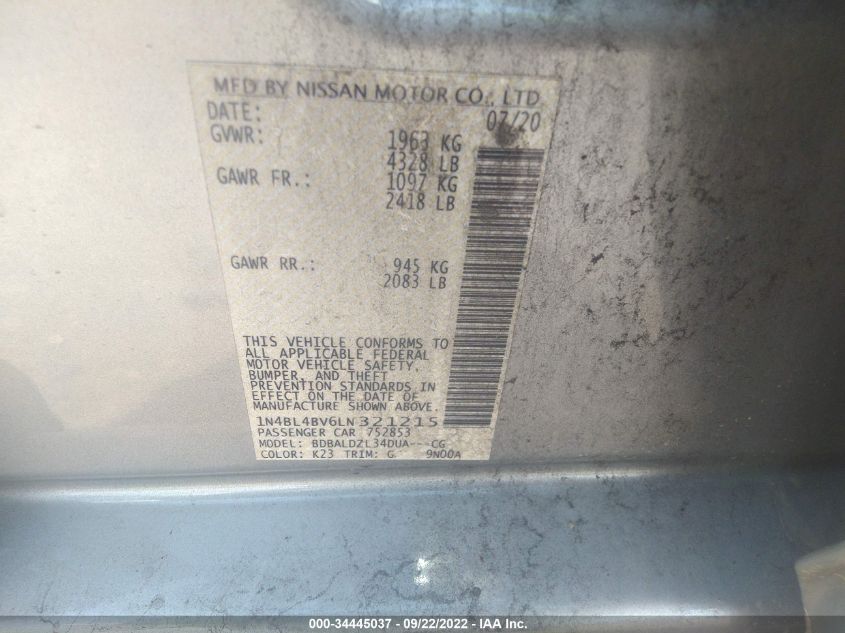 MFD BY NISSAN MOTOR CO., LTD
DATE: 07/20
GVWR: 1963 KG
4328 LB
GAWR FR.: 1097 KG
2418 LB
GAWR RR.: 945 KG
2083 LB
THIS VEHICLE CONFORMS TO
ALL APPLICABLE FEDERAL
MOTOR VEHICLE SAFETY,
BUMPER, AND THEFT
PREVENTION STANDARDS IN
EFFECT ON THE DATE OF
MANUFACTURE SHOWN ABOVE.
1N4BL4BV6LN321215
PASSENGER CAR 752853
MODEL: BDBALDZL34DUA---CG
COLOR: K23 TRIM: G 9N00A
000-34445037 - 09/22/2022 - IAA Inc.